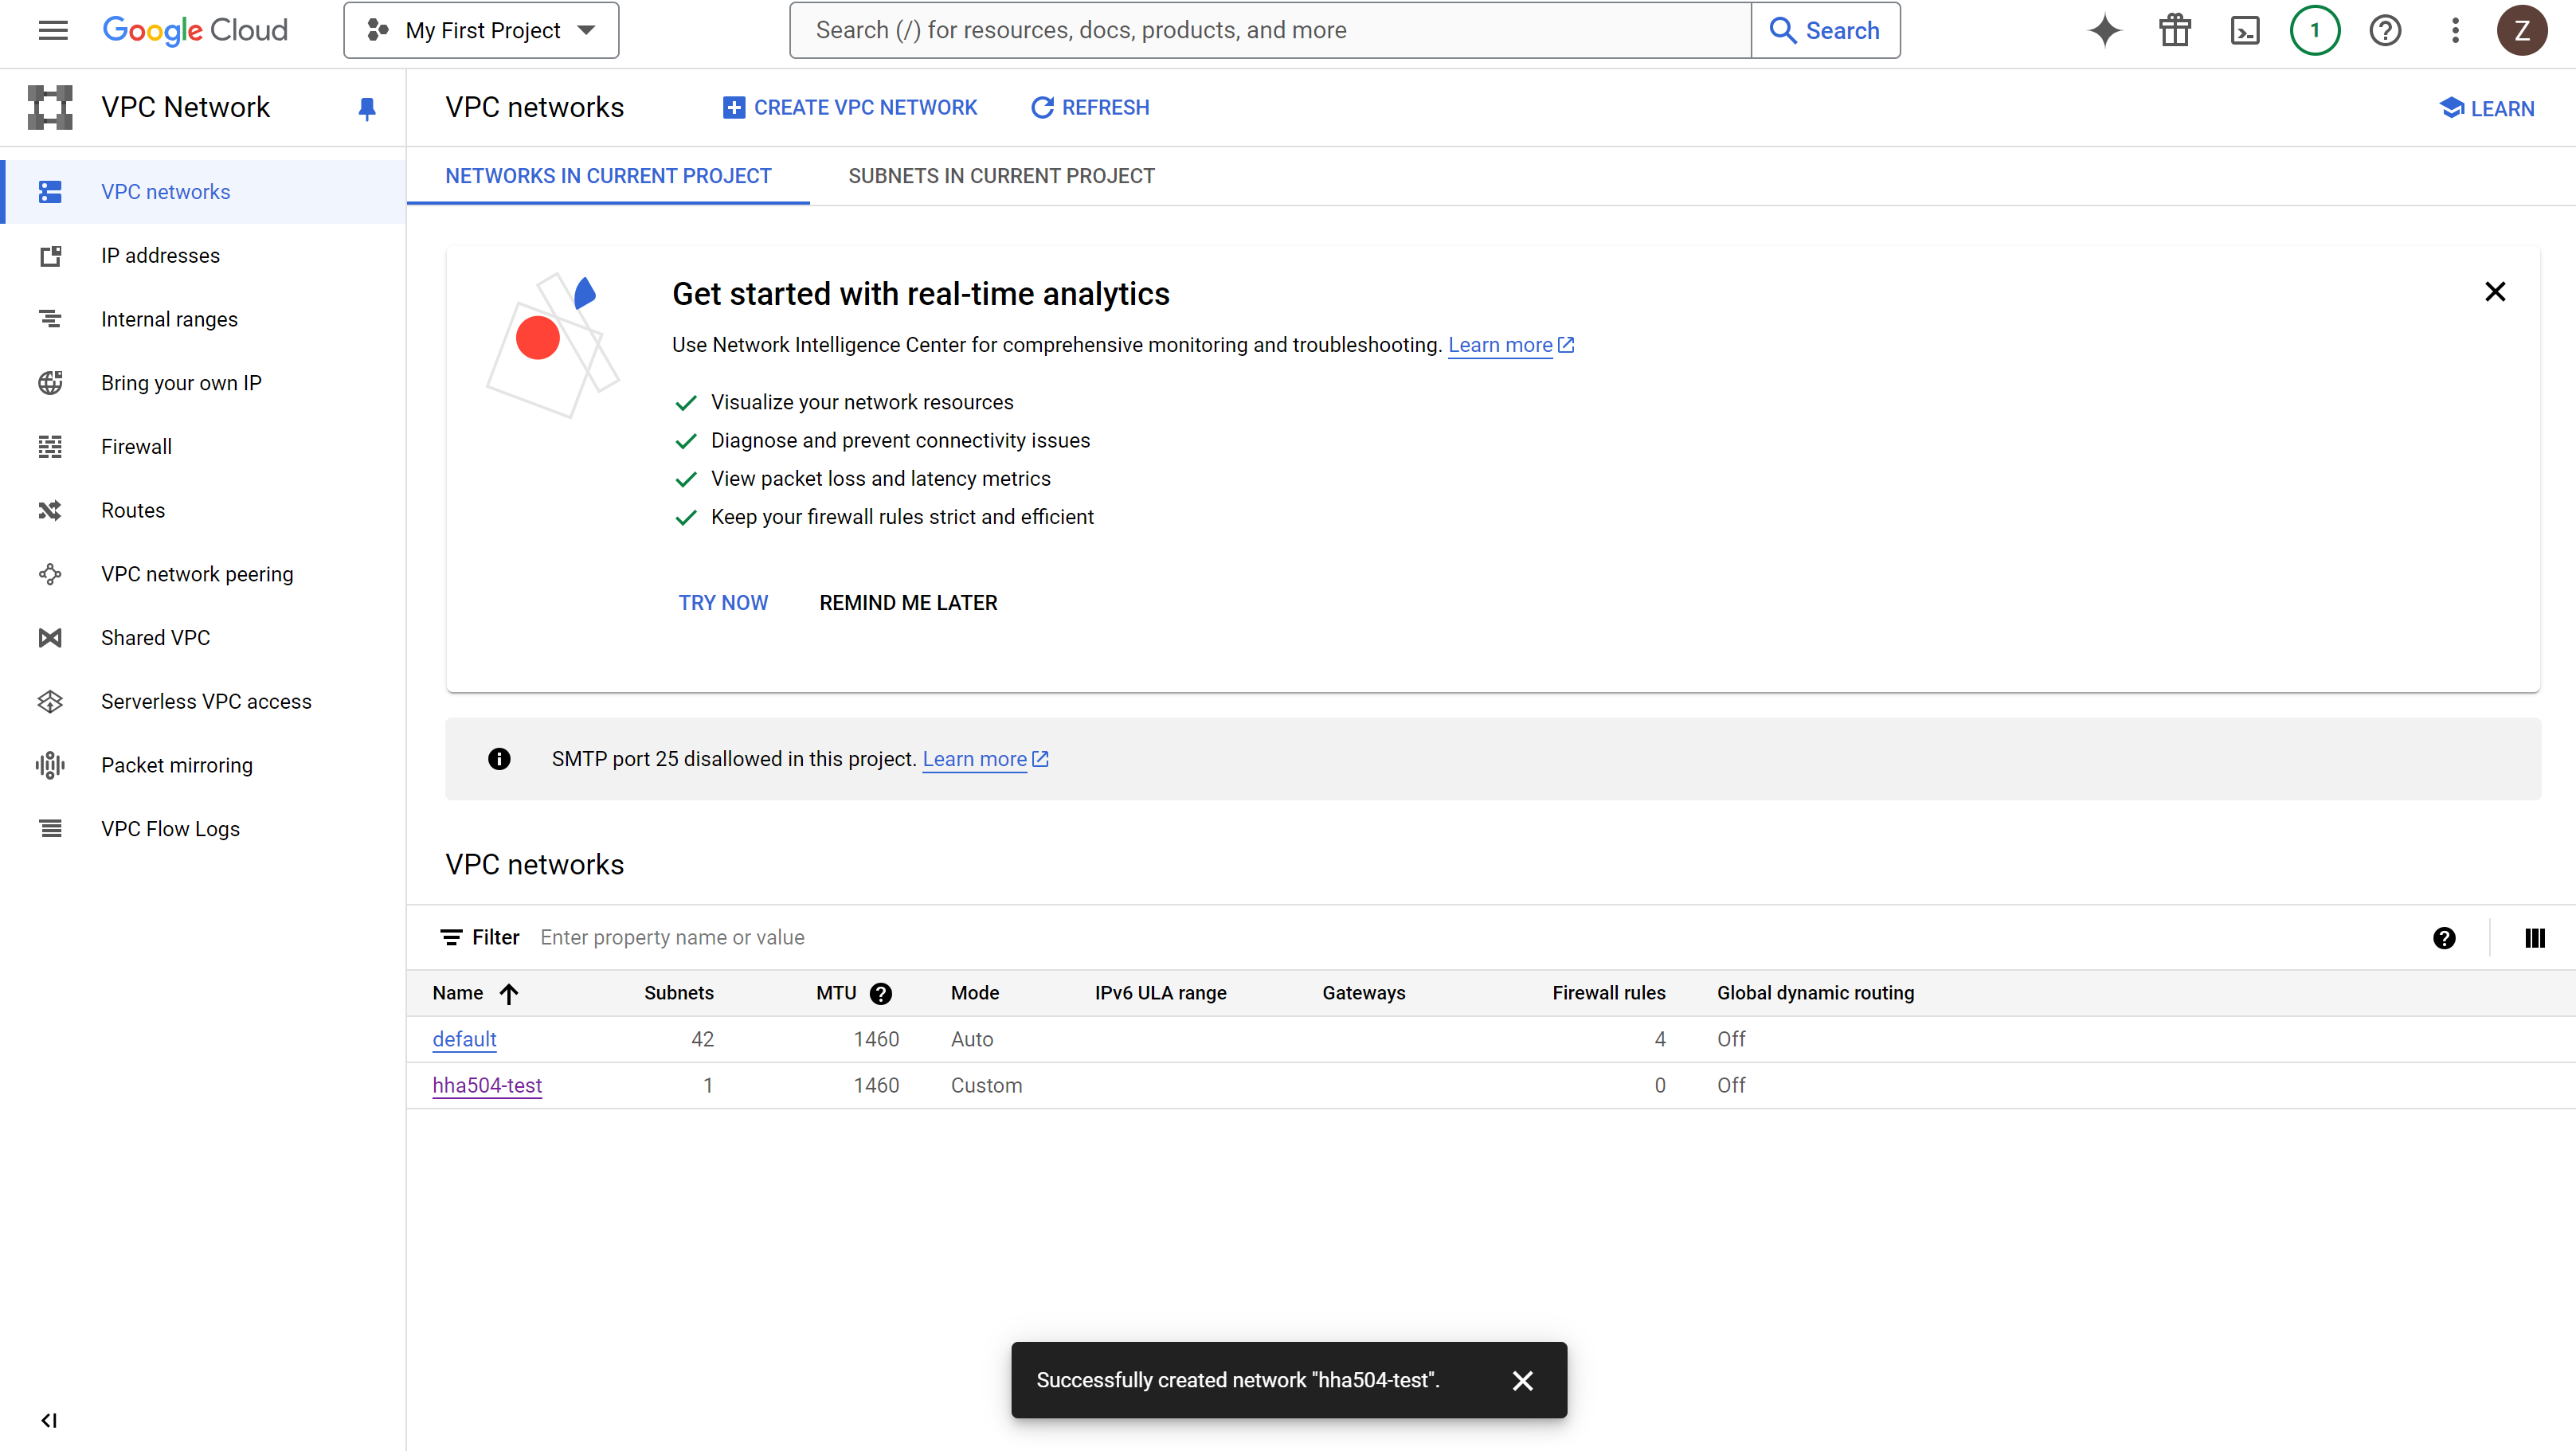 Google Cloud
My First Project
Search (/) for resources, docs, products, and more
Search
1
Z
VPC Network
VPC networks
CREATE VPC NETWORK
REFRESH
LEARN
VPC networks
IP addresses
Internal ranges
Bring your own IP
Firewall
Routes
VPC network peering
Shared VPC
Serverless VPC access
Packet mirroring
VPC Flow Logs
NETWORKS IN CURRENT PROJECT
SUBNETS IN CURRENT PROJECT
Get started with real-time analytics
Use Network Intelligence Center for comprehensive monitoring and troubleshooting. Learn more
Visualize your network resources
Diagnose and prevent connectivity issues
View packet loss and latency metrics
Keep your firewall rules strict and efficient
TRY NOW
REMIND ME LATER
SMTP port 25 disallowed in this project. Learn more
VPC networks
Filter Enter property name or value
Name Subnets MTU Mode IPv6 ULA range Gateways Firewall rules Global dynamic routing
default 42 1460 Auto 4 Off
hha504-test 1 1460 Custom 0 Off
Successfully created network "hha504-test".